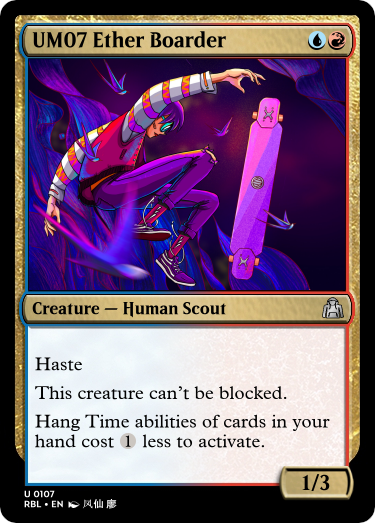 UM07 Ether Boarder
Creature — Human Scout
Haste
This creature can't be blocked.
Hang Time abilities of cards in your
hand cost 1 less to activate.
1/3
U 0107
RBL • EN 风仙 廖